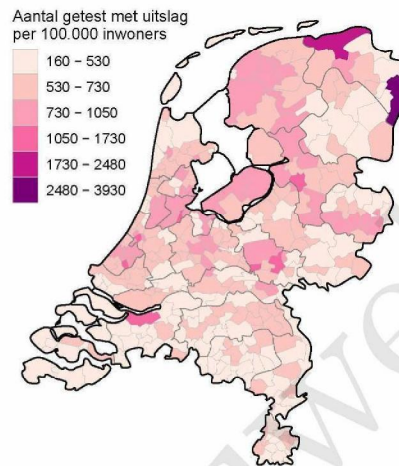 Aantal getest met uitslag
per 100.000 inwoners
160 − 530
530 − 730
730 − 1050
1050 − 1730
1730 − 2480
2480 − 3930